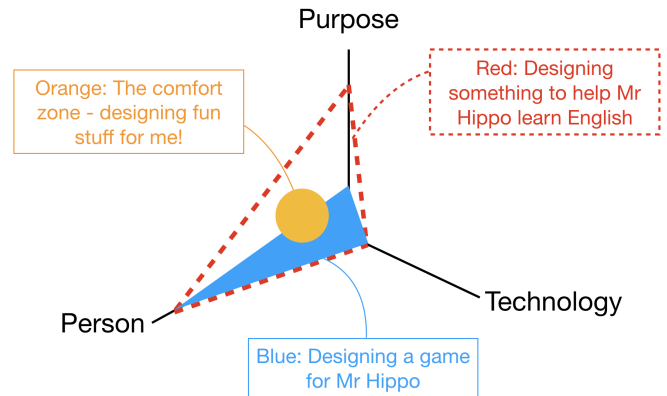 Purpose
Orange: The comfort
zone - designing fun
stuff for me!
Red: Designing
something to help Mr
Hippo learn English
Person
Technology
Blue: Designing a game
for Mr Hippo